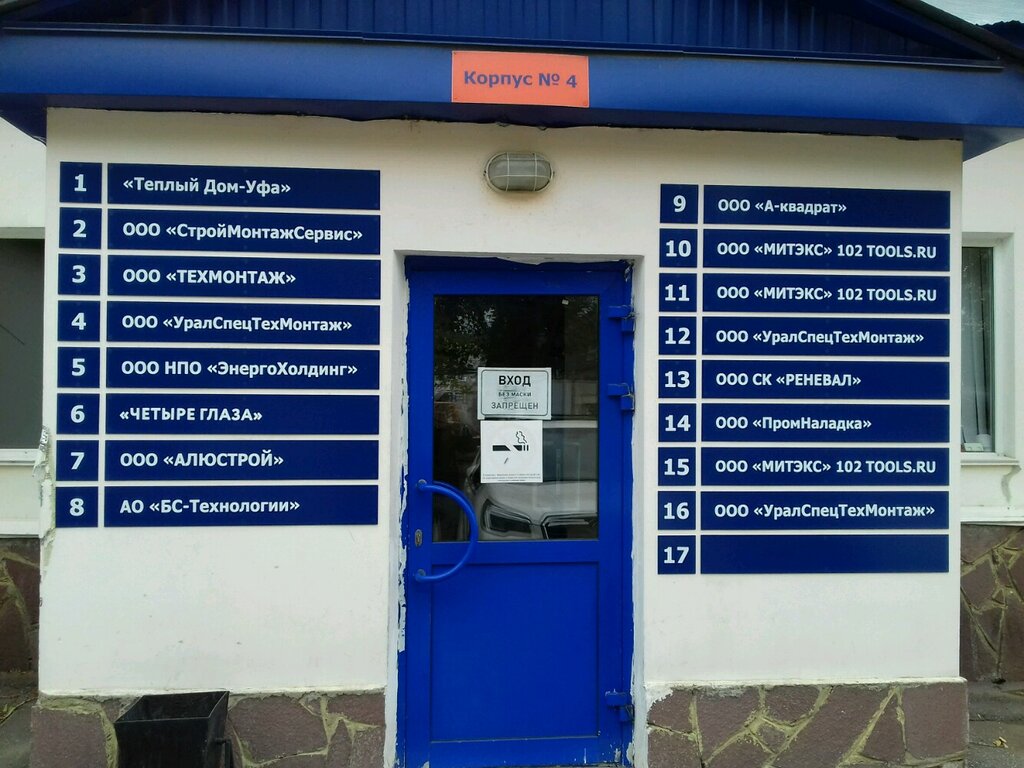 Корпус № 4
1 «Теплый Дом-Уфа»
2 ООО «СтройМонтажСервис»
3 ООО «ТЕХМОНТАЖ»
4 ООО «УралСпецТехМонтаж»
5 ООО НПО «ЭнергоХолдинг»
6 «ЧЕТЫРЕ ГЛАЗА»
7 ООО «АЛЮСТРОЙ»
8 АО «БС-Технологии»
ВХОД
БЕЗ МАСКИ
ЗАПРЕЩЕН
9 ООО «А-квадрат»
10 ООО «МИТЭКС» 102 TOOLS.RU
11 ООО «МИТЭКС» 102 TOOLS.RU
12 ООО «УралСпецТехМонтаж»
13 ООО СК «РЕНЕВАЛ»
14 ООО «ПромНаладка»
15 ООО «МИТЭКС» 102 TOOLS.RU
16 ООО «УралСпецТехМонтаж»
17